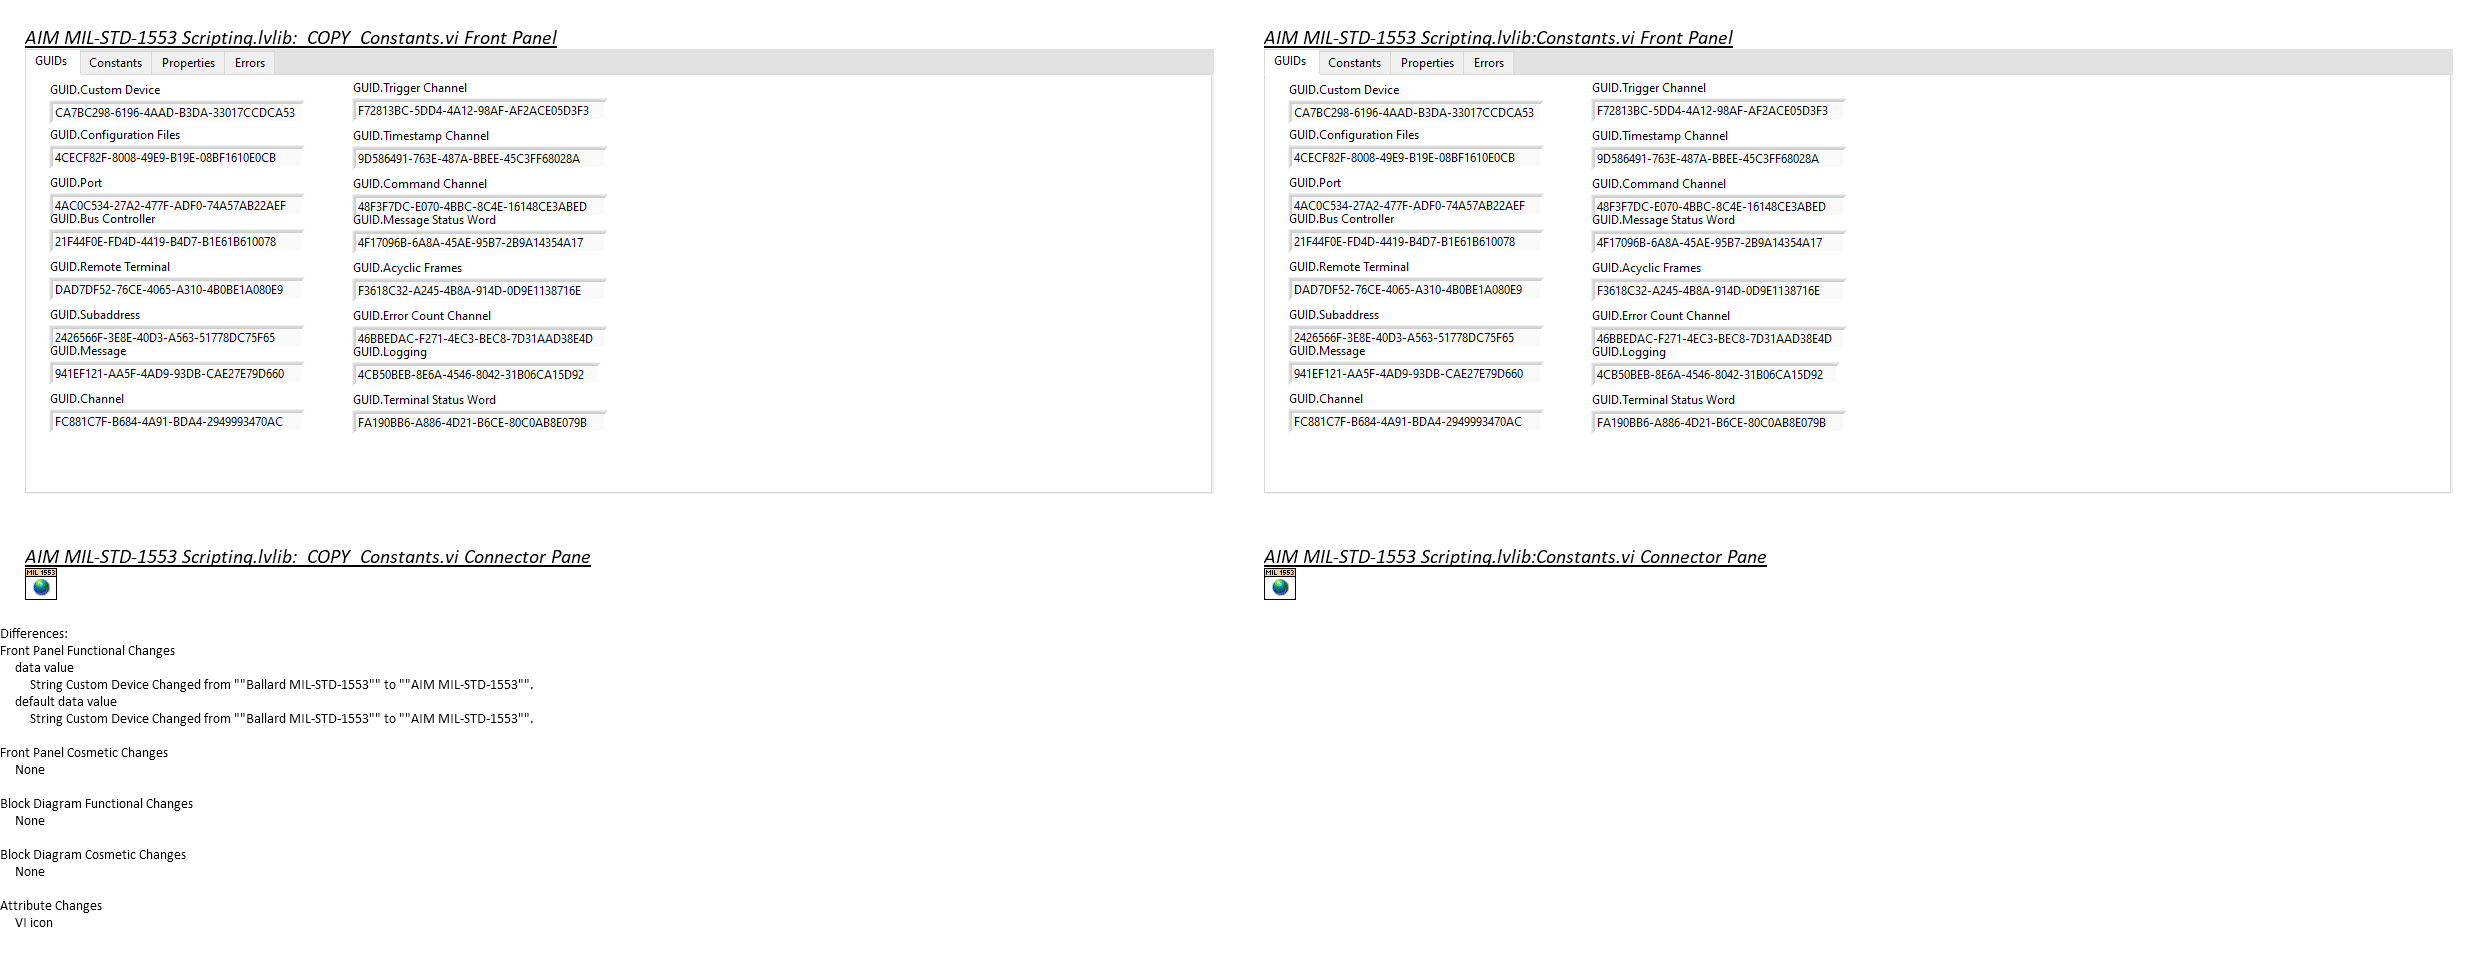 AIM MIL-STD-1553 Scripting.lvlib:_COPY_Constants.vi Front Panel
GUIDs Constants Properties Errors
GUID.Custom Device
CA7BC298-6196-4AAD-B3DA-33017CCDCA53
GUID.Configuration Files
4CECF82F-8008-49E9-B19E-08BF1610E0CB
GUID.Port
4AC0C534-27A2-477F-ADF0-74A57AB22AEF
GUID.Bus Controller
21F44F0E-FD4D-4419-B4D7-B1E61B610078
GUID.Remote Terminal
DAD7DF52-76CE-4065-A310-4B0BE1A080E9
GUID.Subaddress
2426566F-3E8E-40D3-A563-51778DC75F65
GUID.Message
941EF121-AA5F-4AD9-93DB-CAE27E79D660
GUID.Channel
FC881C7F-B684-4A91-BDA4-2949993470AC
GUID.Trigger Channel
F72813BC-5DD4-4A12-98AF-AF2ACE05D3F3
GUID.Timestamp Channel
9D586491-763E-487A-BBEE-45C3FF68028A
GUID.Command Channel
48F3F7DC-E070-4BBC-8C4E-16148CE3ABED
GUID.Message Status Word
4F17096B-6A8A-45AE-95B7-2B9A14354A17
GUID.Acyclic Frames
F3618C32-A245-4B8A-914D-0D9E1138716E
GUID.Error Count Channel
46BBEDAC-F271-4EC3-BEC8-7D31AAD38E4D
GUID.Logging
4CB50BEB-8E6A-4546-8042-31B06CA15D92
GUID.Terminal Status Word
FA190BB6-A886-4D21-B6CE-80C0AB8E079B
AIM MIL-STD-1553 Scripting.lvlib:Constants.vi Front Panel
GUIDs Constants Properties Errors
GUID.Custom Device
CA7BC298-6196-4AAD-B3DA-33017CCDCA53
GUID.Configuration Files
4CECF82F-8008-49E9-B19E-08BF1610E0CB
GUID.Port
4AC0C534-27A2-477F-ADF0-74A57AB22AEF
GUID.Bus Controller
21F44F0E-FD4D-4419-B4D7-B1E61B610078
GUID.Remote Terminal
DAD7DF52-76CE-4065-A310-4B0BE1A080E9
GUID.Subaddress
2426566F-3E8E-40D3-A563-51778DC75F65
GUID.Message
941EF121-AA5F-4AD9-93DB-CAE27E79D660
GUID.Channel
FC881C7F-B684-4A91-BDA4-2949993470AC
GUID.Trigger Channel
F72813BC-5DD4-4A12-98AF-AF2ACE05D3F3
GUID.Timestamp Channel
9D586491-763E-487A-BBEE-45C3FF68028A
GUID.Command Channel
48F3F7DC-E070-4BBC-8C4E-16148CE3ABED
GUID.Message Status Word
4F17096B-6A8A-45AE-95B7-2B9A14354A17
GUID.Acyclic Frames
F3618C32-A245-4B8A-914D-0D9E1138716E
GUID.Error Count Channel
46BBEDAC-F271-4EC3-BEC8-7D31AAD38E4D
GUID.Logging
4CB50BEB-8E6A-4546-8042-31B06CA15D92
GUID.Terminal Status Word
FA190BB6-A886-4D21-B6CE-80C0AB8E079B
AIM MIL-STD-1553 Scripting.lvlib:_COPY_Constants.vi Connector Pane
MIL 1553
AIM MIL-STD-1553 Scripting.lvlib:Constants.vi Connector Pane
MIL 1553
Differences:
Front Panel Functional Changes
data value
String Custom Device Changed from ""Ballard MIL-STD-1553"" to ""AIM MIL-STD-1553"".
default data value
String Custom Device Changed from ""Ballard MIL-STD-1553"" to ""AIM MIL-STD-1553"".
Front Panel Cosmetic Changes
None
Block Diagram Functional Changes
None
Block Diagram Cosmetic Changes
None
Attribute Changes
VI icon